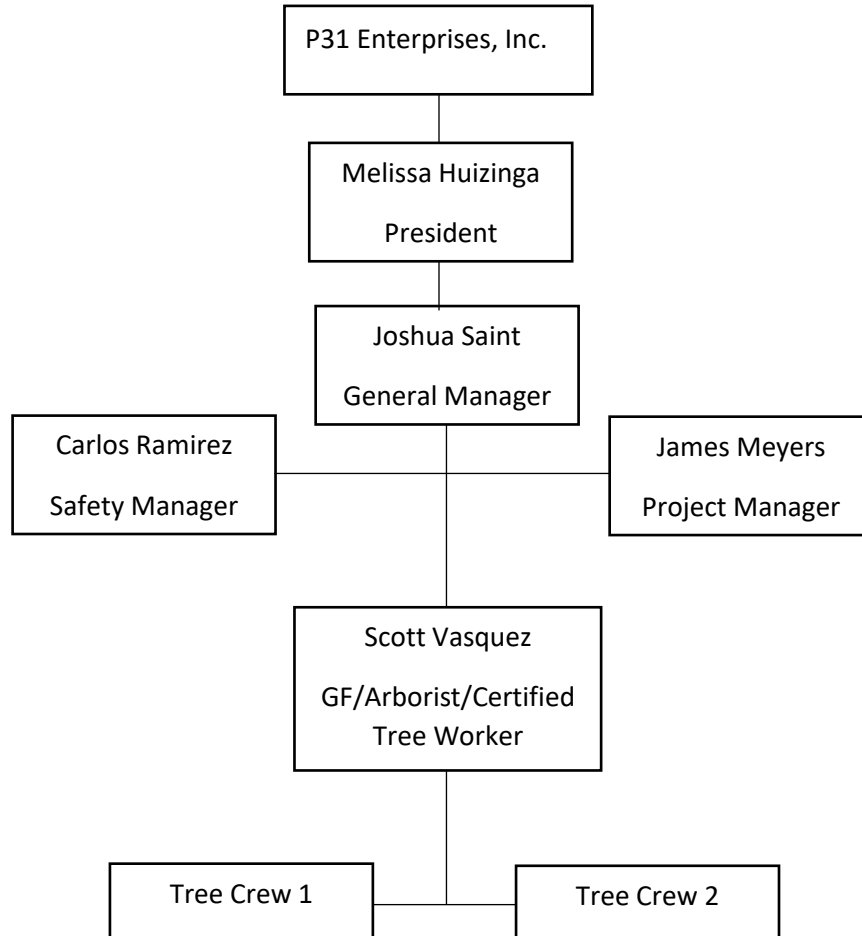 P31 Enterprises, Inc.
Melissa Huizinga
President
Joshua Saint
General Manager
Carlos Ramirez
Safety Manager
James Meyers
Project Manager
Scott Vasquez
GF/Arborist/Certified
Tree Worker
Tree Crew 1
Tree Crew 2